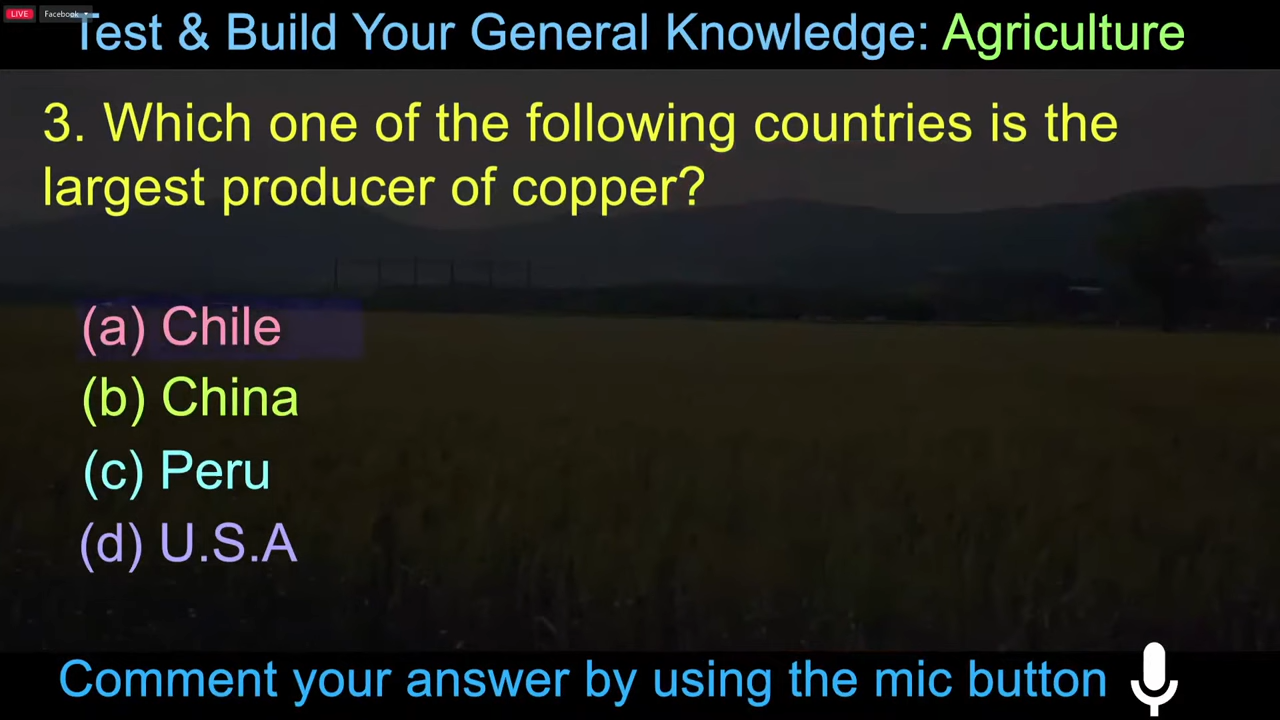 LIVE Facebook
Test & Build Your General Knowledge: Agriculture
3. Which one of the following countries is the
largest producer of copper?
(a) Chile
(b) China
(c) Peru
(d) U.S.A
Comment your answer by using the mic button